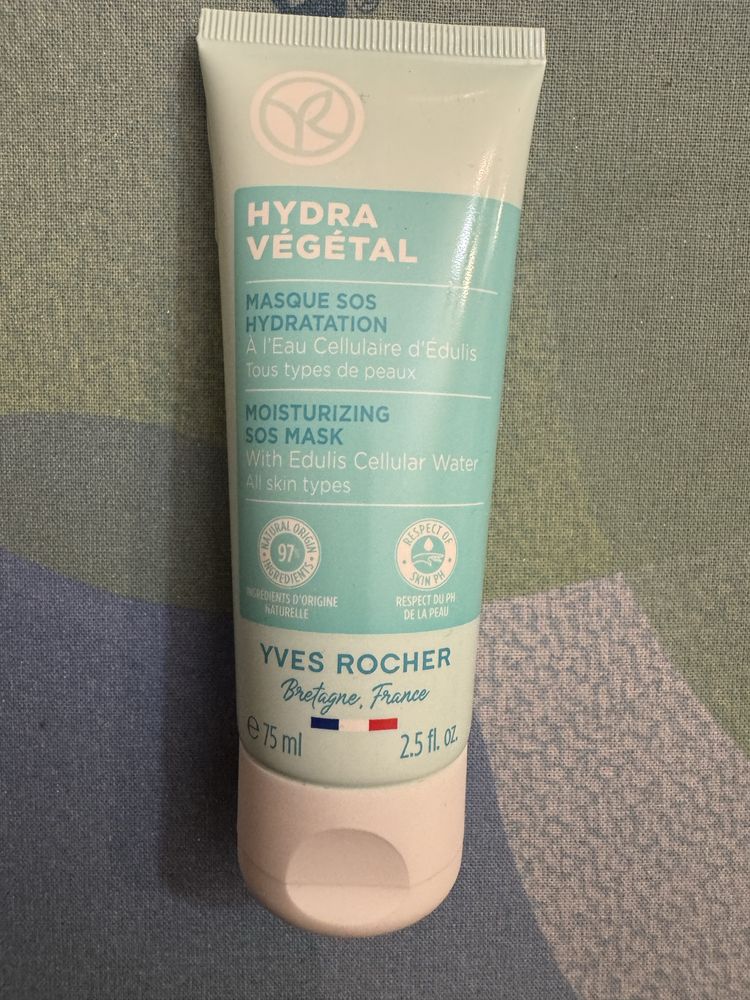 YR
HYDRA
VÉGÉTAL
MASQUE SOS
HYDRATATION
À l'Eau Cellulaire d'Edulis
Tous types de peaux
MOISTURIZING
SOS MASK
With Edulis Cellular Water
All skin types
NATURAL ORIGIN
97%
INGREDIENTS
INGRÉDIENTS D'ORIGINE
NATURELLE
RESPECT OF
SKIN PH
RESPECT DU PH
DE LA PEAU
YVES ROCHER
Bretagne, France
℮ 75 ml
2.5 fl. oz.